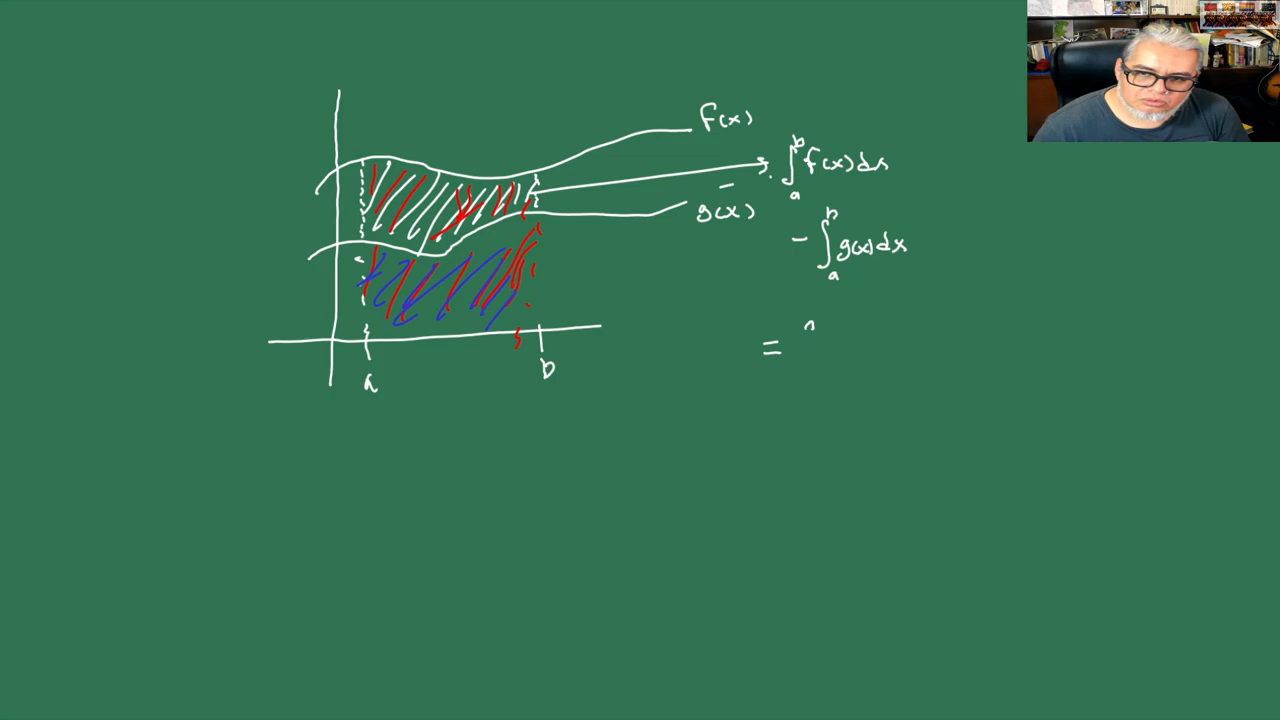 f(x)
∫ₐᵇ f(x)dx
g(x)
- ∫ₐᵇ g(x)dx
=
a
b